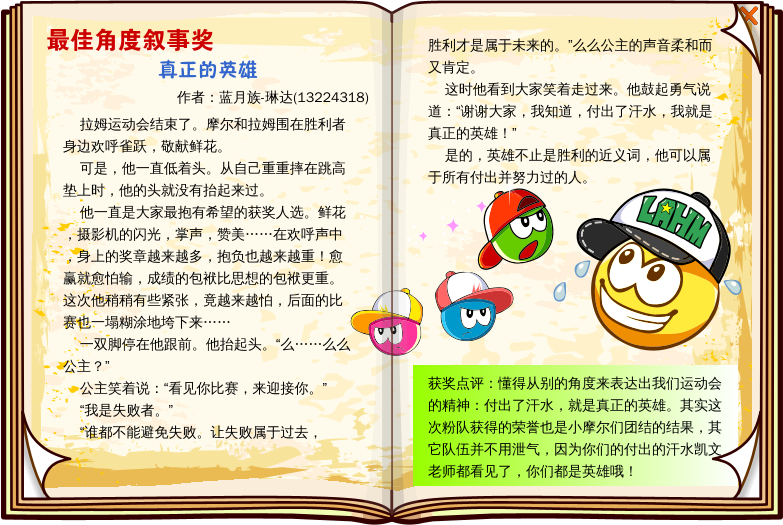 最佳角度叙事奖
真正的英雄
作者：蓝月族-琳达(13224318)
拉姆运动会结束了。摩尔和拉姆围在胜利者
身边欢呼雀跃，敬献鲜花。
可是，他一直低着头。从自己重重摔在跳高
垫上时，他的头就没有抬起来过。
他一直是大家最抱有希望的获奖人选。鲜花
，摄影机的闪光，掌声，赞美……在欢呼声中
，身上的奖章越来越多，抱负也越来越重！愈
赢就愈怕输，成绩的包袱比思想的包袱更重。
这次他稍稍有些紧张，竟越来越怕，后面的比
赛也一塌糊涂地垮下来……
一双脚停在他跟前。他抬起头。“么……么么
公主？”
公主笑着说：“看见你比赛，来迎接你。”
“我是失败者。”
“谁都不能避免失败。让失败属于过去，
胜利才是属于未来的。”么么公主的声音柔和而
又肯定。
这时他看到大家笑着走过来。他鼓起勇气说
道：“谢谢大家，我知道，付出了汗水，我就是
真正的英雄！”
是的，英雄不止是胜利的近义词，他可以属
于所有付出并努力过的人。
LAHM
获奖点评：懂得从别的角度来表达出我们运动会
的精神：付出了汗水，就是真正的英雄。其实这
次粉队获得的荣誉也是小摩尔们团结的结果，其
它队伍并不用泄气，因为你们的付出的汗水凯文
老师都看见了，你们都是英雄哦！